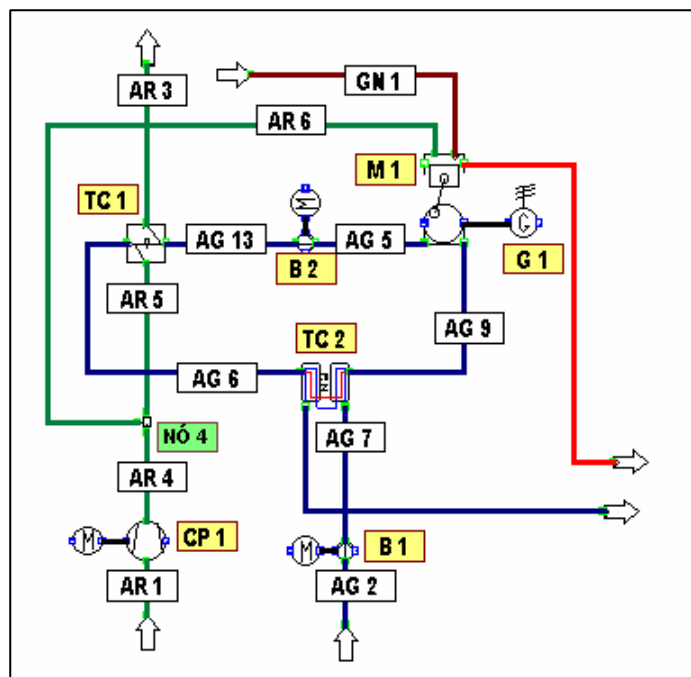 AR 3
GN 1
AR 6
M 1
TC 1
M
AG 13
AG 5
G
B 2
G 1
AR 5
TC 2
AG 9
AG 6
NÓ 4
AG 7
AR 4
M
CP 1
M
B 1
AR 1
AG 2